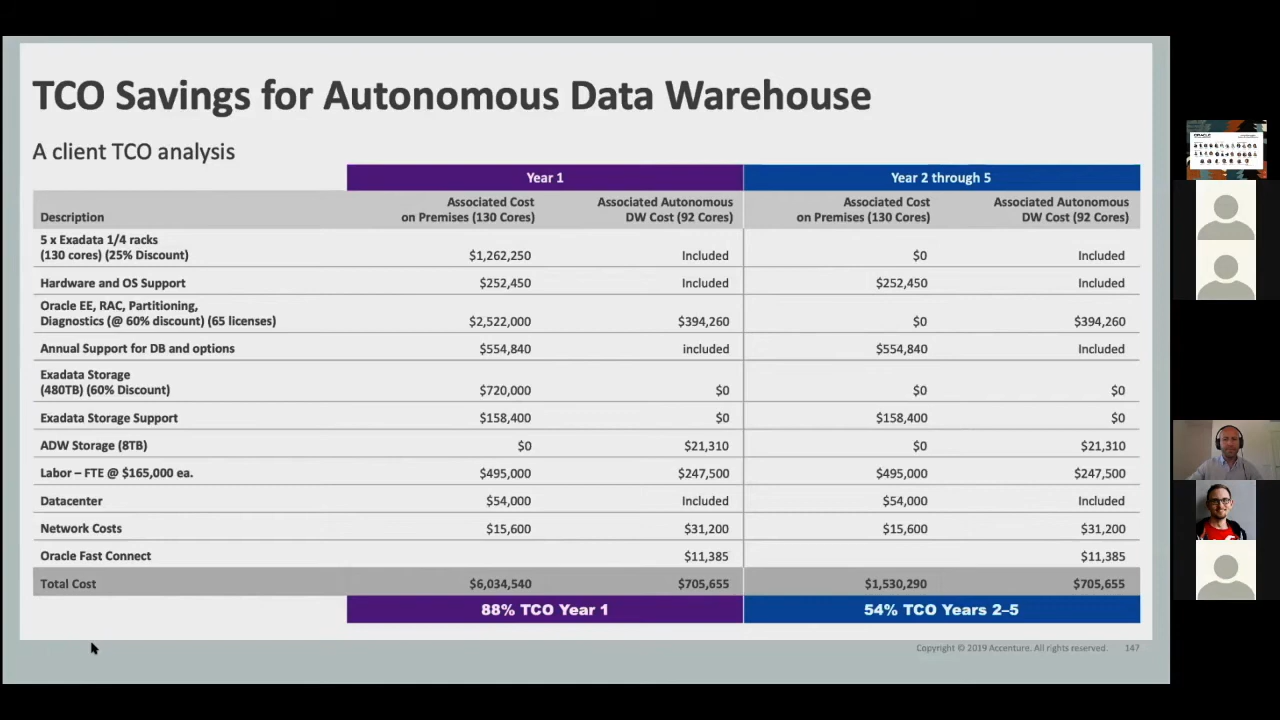 TCO Savings for Autonomous Data Warehouse
A client TCO analysis
Year 1 Year 2 through 5
Description Associated Cost on Premises (130 Cores) Associated Autonomous DW Cost (92 Cores) Associated Cost on Premises (130 Cores) Associated Autonomous DW Cost (92 Cores)
5 x Exadata 1/4 racks
(130 cores) (25% Discount) $1,262,250 Included $0 Included
Hardware and OS Support $252,450 Included $252,450 Included
Oracle EE, RAC, Partitioning,
Diagnostics (@ 60% discount) (65 licenses) $2,522,000 $394,260 $0 $394,260
Annual Support for DB and options $554,840 included $554,840 Included
Exadata Storage
(480TB) (60% Discount) $720,000 $0 $0 $0
Exadata Storage Support $158,400 $0 $158,400 $0
ADW Storage (8TB) $0 $21,310 $0 $21,310
Labor – FTE @ $165,000 ea. $495,000 $247,500 $495,000 $247,500
Datacenter $54,000 Included $54,000 Included
Network Costs $15,600 $31,200 $15,600 $31,200
Oracle Fast Connect $11,385 $11,385
Total Cost $6,034,540 $705,655 $1,530,290 $705,655
88% TCO Year 1 54% TCO Years 2–5
Copyright © 2019 Accenture. All rights reserved. 147
ORACLE